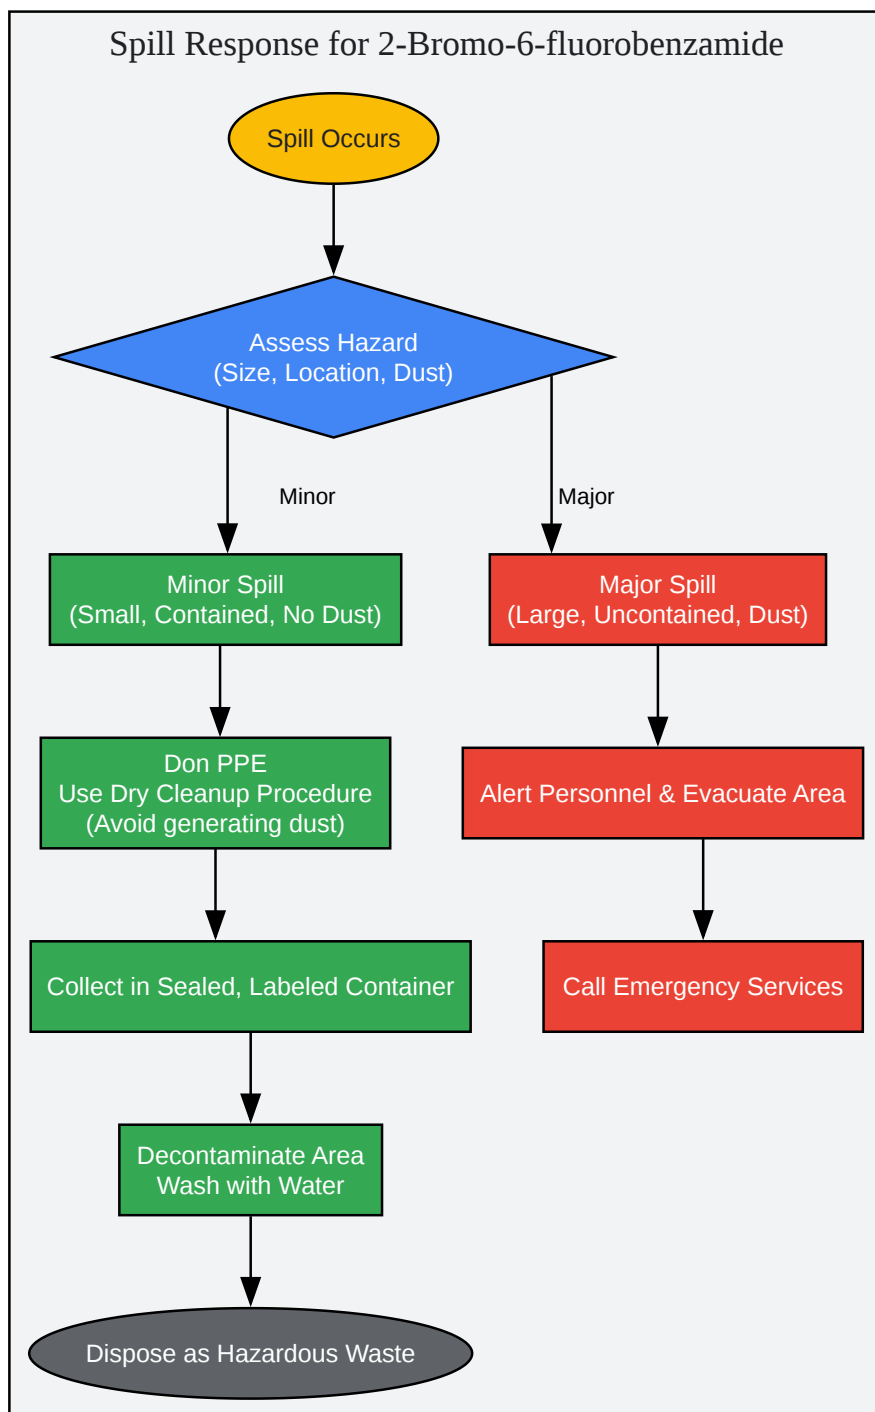 Spill Response for 2-Bromo-6-fluorobenzamide
Spill Occurs
Assess Hazard
(Size, Location, Dust)
Minor
Major
Minor Spill
(Small, Contained, No Dust)
Major Spill
(Large, Uncontained, Dust)
Don PPE
Use Dry Cleanup Procedure
(Avoid generating dust)
Alert Personnel & Evacuate Area
Collect in Sealed, Labeled Container
Call Emergency Services
Decontaminate Area
Wash with Water
Dispose as Hazardous Waste